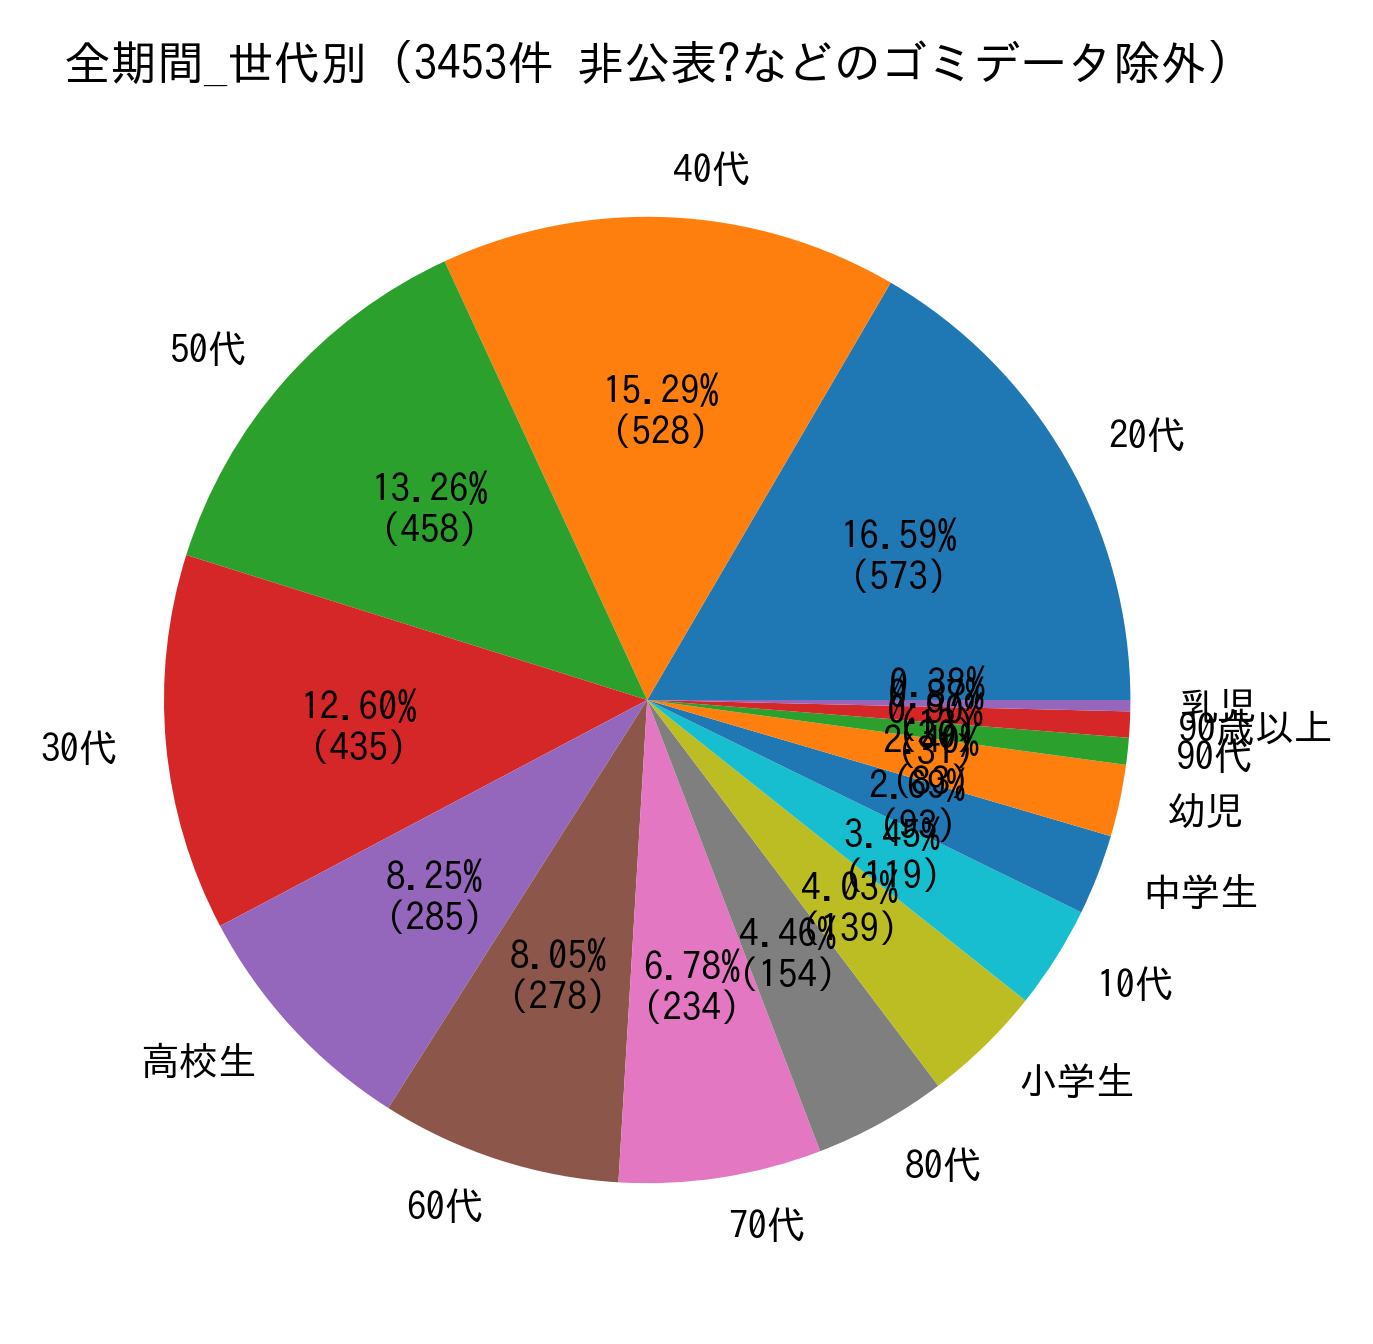 全期間_世代別（3453件 非公表?などのゴミデータ除外）
40代
50代
20代
15.29%
(528)
13.26%
(458)
16.59%
(573)
12.60%
(435)
30代
0.38%
乳児
90歳以上
90代
幼児
2.40%
(83)
2.69%
(93)
中学生
3.45%
(119)
10代
4.03%
(139)
小学生
4.46%
(154)
80代
6.78%
(234)
70代
8.05%
(278)
60代
8.25%
(285)
高校生